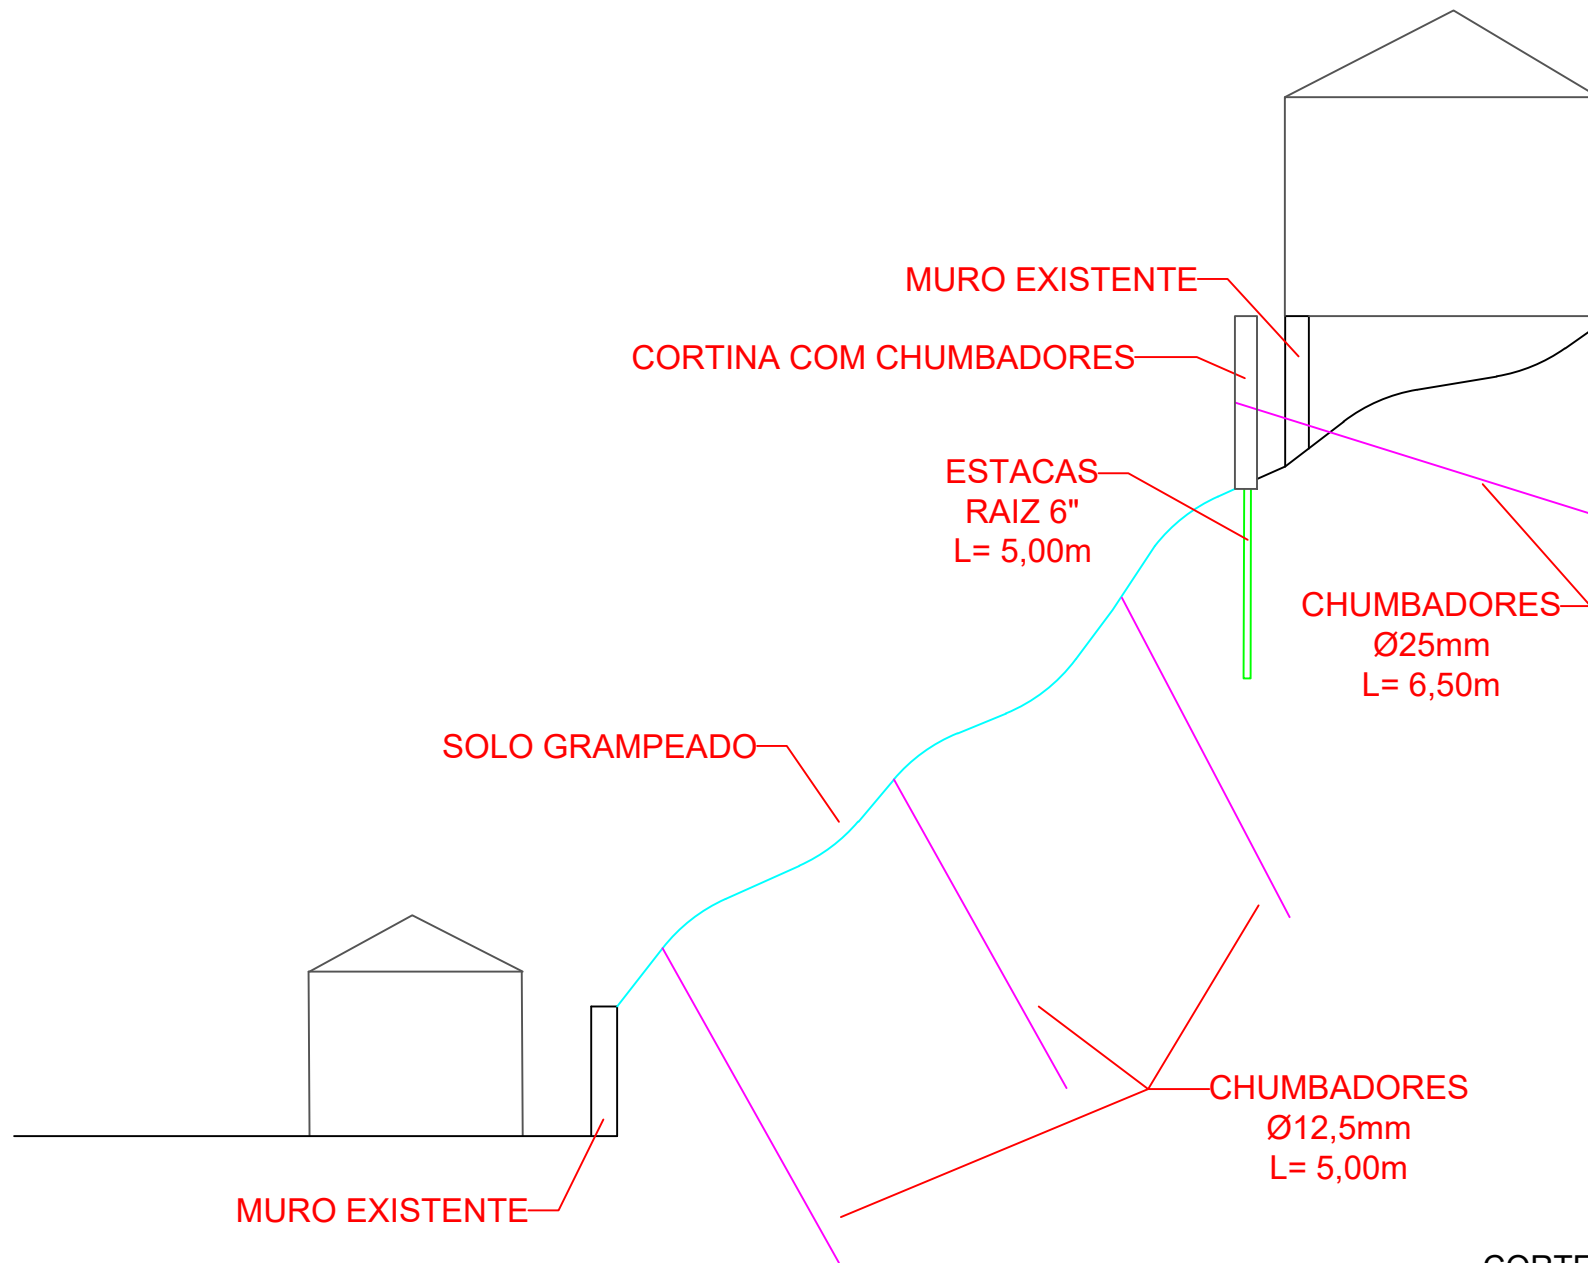 MURO EXISTENTE
CORTINA COM CHUMBADORES
ESTACAS
RAIZ 6"
L= 5,00m
CHUMBADORES
Ø25mm
L= 6,50m
SOLO GRAMPEADO
CHUMBADORES
Ø12,5mm
L= 5,00m
MURO EXISTENTE
CORTE